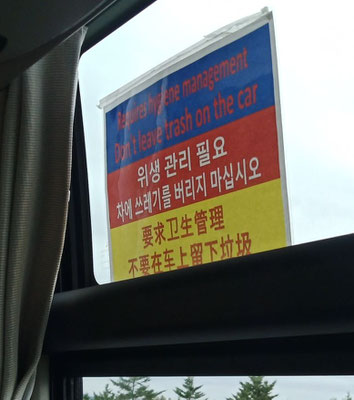 Requires hygiene management
Don't leave trash on the car
위생 관리 필요
차에 쓰레기를 버리지 마십시오
要求卫生管理
不要在车上留下垃圾